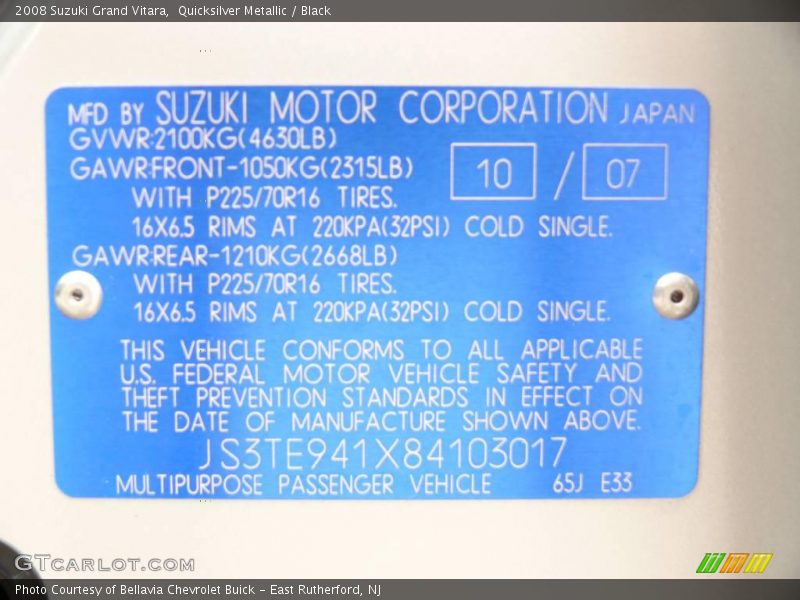 2008 Suzuki Grand Vitara,  Quicksilver Metallic / Black
MFD BY SUZUKI MOTOR CORPORATION JAPAN
GVWR:2100KG(4630LB)
GAWR:FRONT-1050KG(2315LB)
10 / 07
WITH P225/70R16 TIRES.
16X6.5 RIMS AT 220KPA(32PSI) COLD SINGLE.
GAWR:REAR-1210KG(2668LB)
WITH P225/70R16 TIRES.
16X6.5 RIMS AT 220KPA(32PSI) COLD SINGLE.
THIS VEHICLE CONFORMS TO ALL APPLICABLE
U.S. FEDERAL MOTOR VEHICLE SAFETY AND
THEFT PREVENTION STANDARDS IN EFFECT ON
THE DATE OF MANUFACTURE SHOWN ABOVE.
JS3TE941X84103017
MULTIPURPOSE PASSENGER VEHICLE 65J E33
GTCARLOT.COM
Photo Courtesy of Bellavia Chevrolet Buick - East Rutherford, NJ